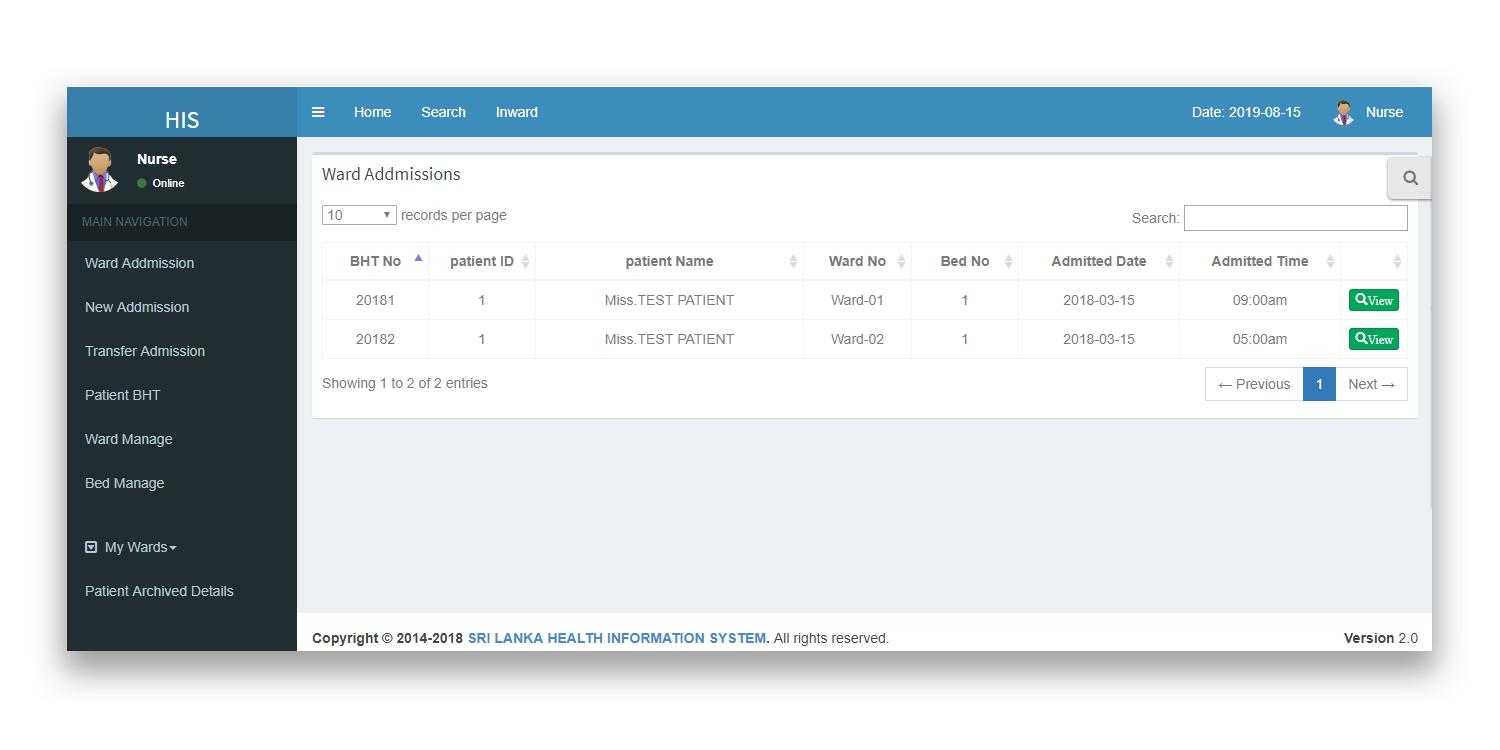 HIS
Home Search Inward
Date: 2019-08-15 Nurse
Nurse
Online
MAIN NAVIGATION
Ward Addmission
New Addmission
Transfer Admission
Patient BHT
Ward Manage
Bed Manage
My Wards
Patient Archived Details
Ward Addmissions
10 records per page
Search:
BHT No patient ID patient Name Ward No Bed No Admitted Date Admitted Time
20181 1 Miss.TEST PATIENT Ward-01 1 2018-03-15 09:00am View
20182 1 Miss.TEST PATIENT Ward-02 1 2018-03-15 05:00am View
Showing 1 to 2 of 2 entries
← Previous 1 Next →
Copyright © 2014-2018 SRI LANKA HEALTH INFORMATION SYSTEM. All rights reserved.
Version 2.0